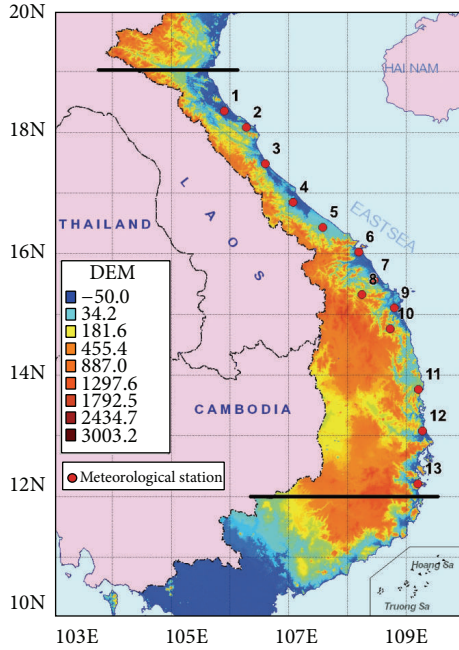 20N
HAI NAM
1
2
18N
3
4
LAOS
EASTSEA
THAILAND
5
6
16N
7
DEM
8
−50.0
9
34.2
10
181.6
455.4
14N
887.0
11
1297.6
1792.5
CAMBODIA
12
2434.7
3003.2
13
Meteorological station
12N
Hoang Sa
10N
Truong Sa
103E 105E 107E 109E